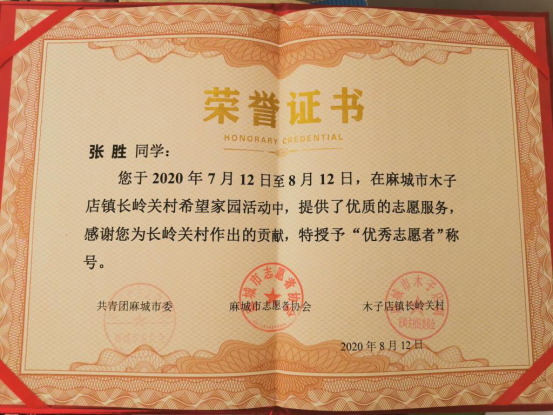 荣誉证书
HONORARY CREDENTIAL
张 胜 同学：
您于 2020 年 7 月 12 日至 8 月 12 日，在麻城市木子
店镇长岭关村希望家园活动中，提供了优质的志愿服务，
感谢您为长岭关村作出的贡献，特授予“优秀志愿者”称
号。
共青团麻城市委 麻城市志愿者协会 木子店镇长岭关村
2020 年 8 月 12 日